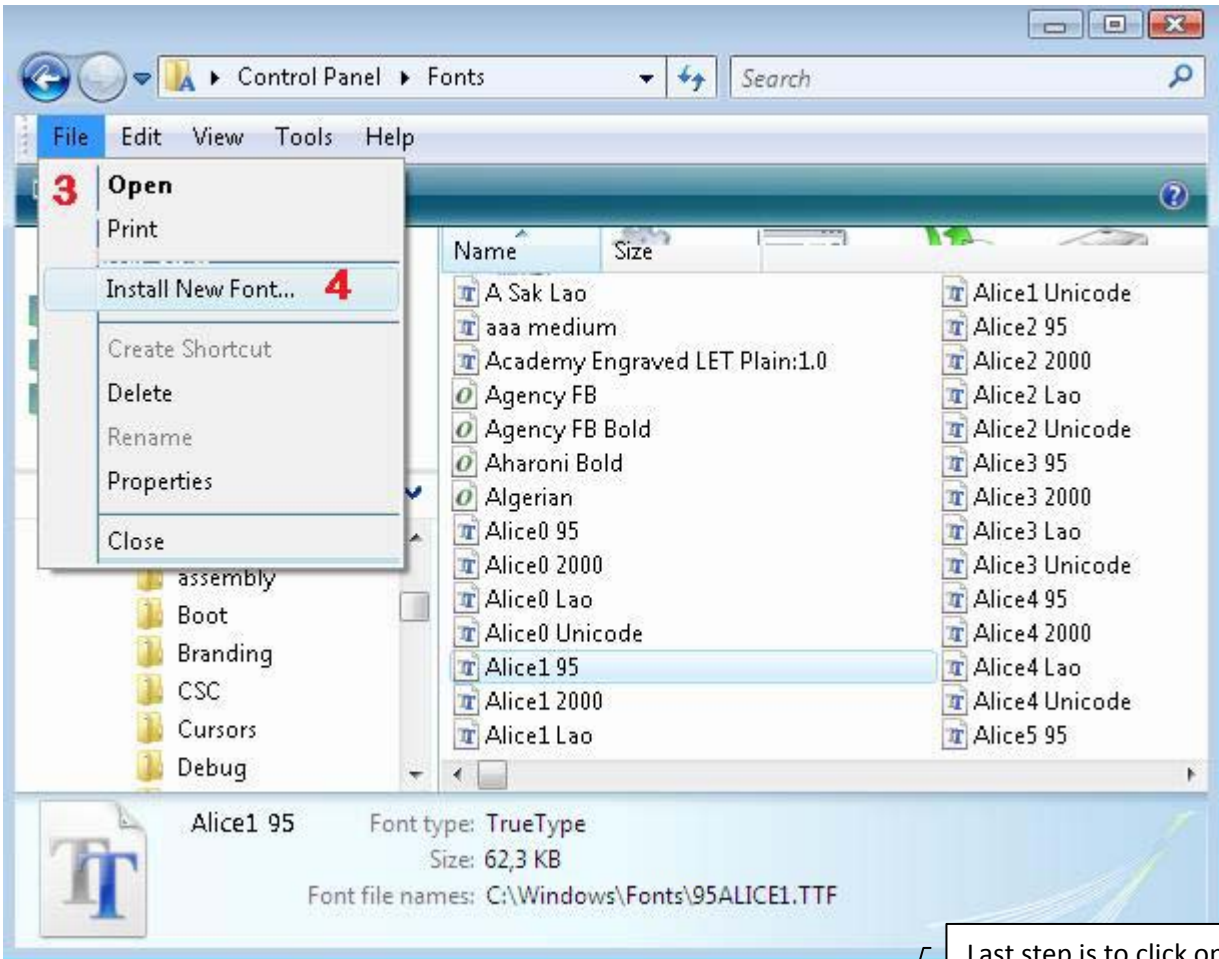 Control Panel ▸ Fonts
Search
File Edit View Tools Help
3 Open
Print
Install New Font... 4
Create Shortcut
Delete
Rename
Properties
Close
assembly
Boot
Branding
CSC
Cursors
Debug
Name Size
A Sak Lao
aaa medium
Academy Engraved LET Plain:1.0
Agency FB
Agency FB Bold
Aharoni Bold
Algerian
Alice0 95
Alice0 2000
Alice0 Lao
Alice0 Unicode
Alice1 95
Alice1 2000
Alice1 Lao
Alice1 Unicode
Alice2 95
Alice2 2000
Alice2 Lao
Alice2 Unicode
Alice3 95
Alice3 2000
Alice3 Lao
Alice3 Unicode
Alice4 95
Alice4 2000
Alice4 Lao
Alice4 Unicode
Alice5 95
Alice1 95
Font type: TrueType
Size: 62,3 KB
Font file names: C:\Windows\Fonts\95ALICE1.TTF
Last step is to click on